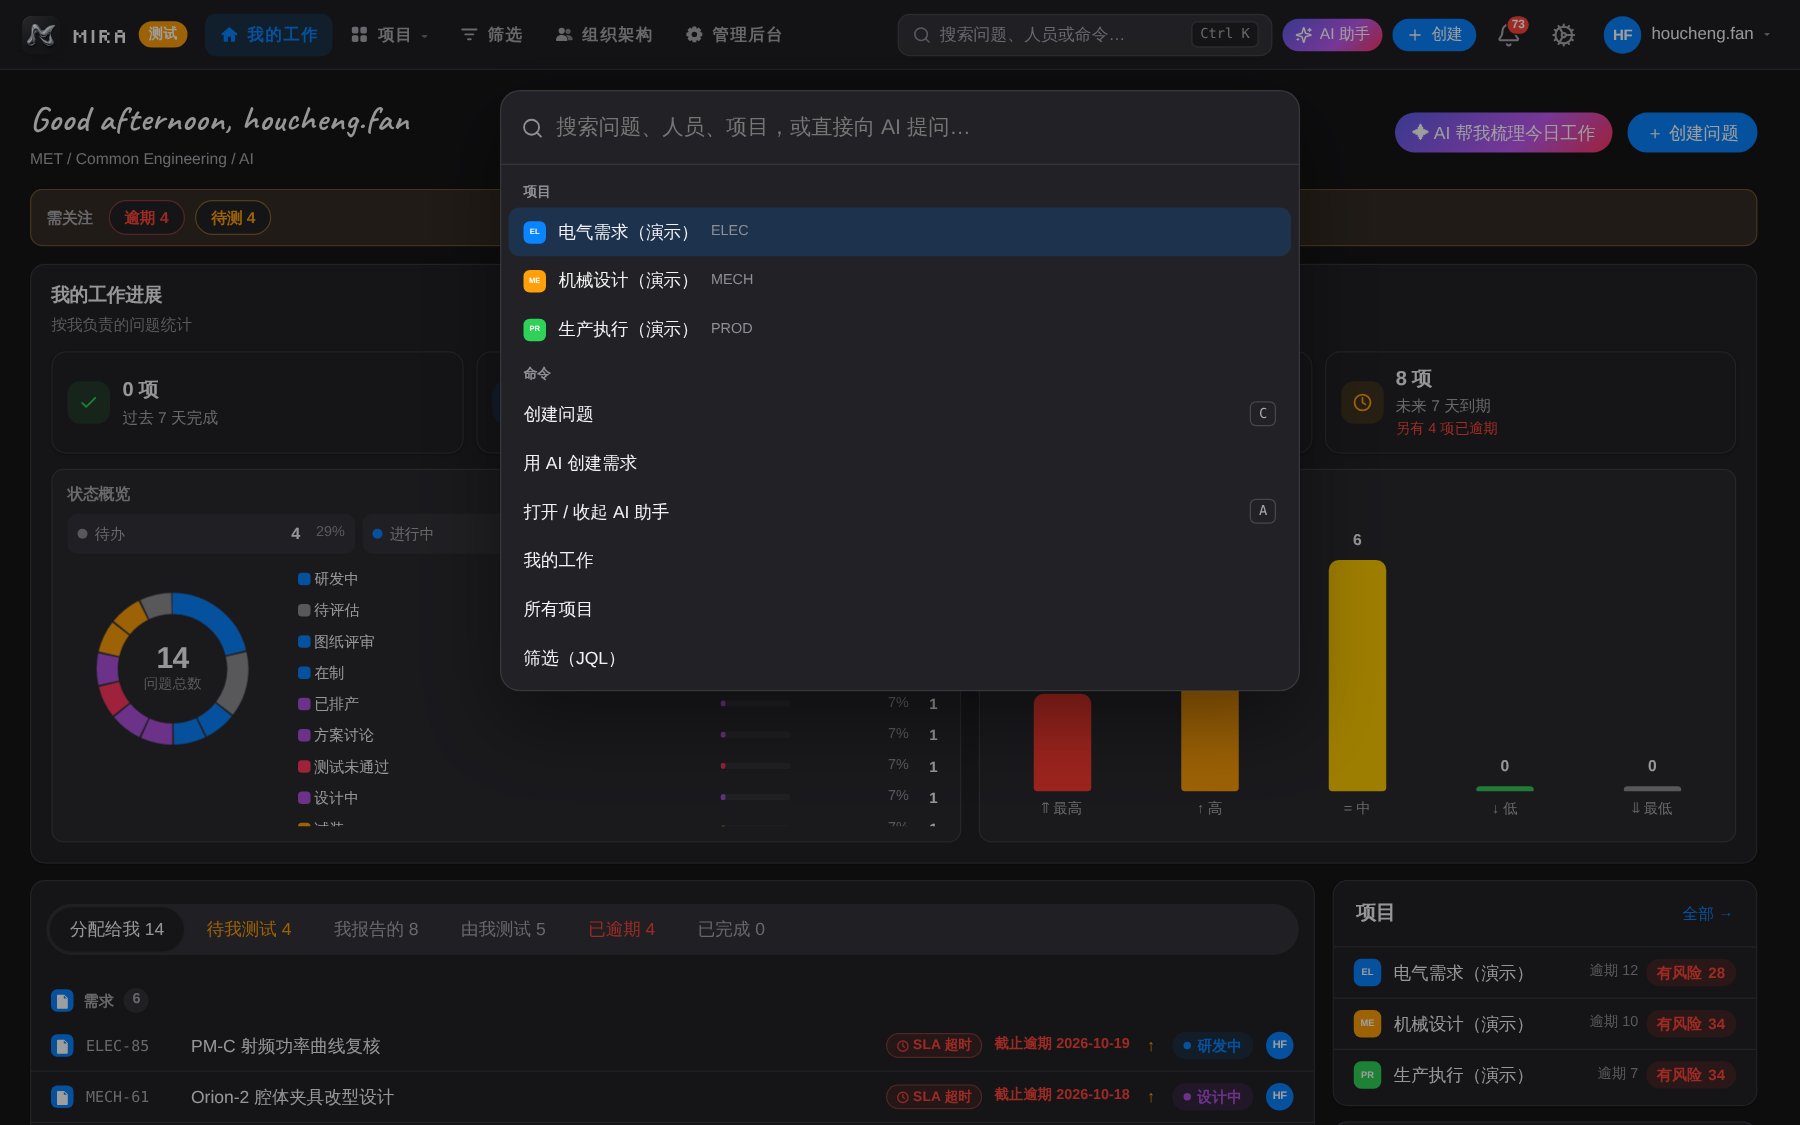 MIRA 测试 我的工作 项目 筛选 组织架构 管理后台 搜索问题、人员或命令… Ctrl K AI 助手 + 创建 73 HF houcheng.fan
Good afternoon, houcheng.fan
MET / Common Engineering / AI
AI 帮我梳理今日工作 + 创建问题
需关注 逾期 4 待测 4
搜索问题、人员、项目，或直接向 AI 提问…
项目
EL 电气需求（演示） ELEC
ME 机械设计（演示） MECH
PR 生产执行（演示） PROD
命令
创建问题 C
用 AI 创建需求
打开 / 收起 AI 助手 A
我的工作
所有项目
筛选（JQL）
我的工作进展
按我负责的问题统计
0 项
过去 7 天完成
8 项
未来 7 天到期
另有 4 项已逾期
状态概览
待办 4 29% 进行中
14
问题总数
研发中
待评估
图纸评审
在制
已排产 7% 1
方案讨论 7% 1
测试未通过 7% 1
设计中 7% 1
6
0
0
⇑ 最高 ↑ 高 = 中 ↓ 低 ⇓ 最低
分配给我 14 待我测试 4 我报告的 8 由我测试 5 已逾期 4 已完成 0
需求 6
ELEC-85 PM-C 射频功率曲线复核 SLA 超时 截止逾期 2026-10-19 ↑ 研发中 HF
MECH-61 Orion-2 腔体夹具改型设计 SLA 超时 截止逾期 2026-10-18 ↑ 设计中 HF
项目 全部 →
EL 电气需求（演示） 逾期 12 有风险 28
ME 机械设计（演示） 逾期 10 有风险 34
PR 生产执行（演示） 逾期 7 有风险 34